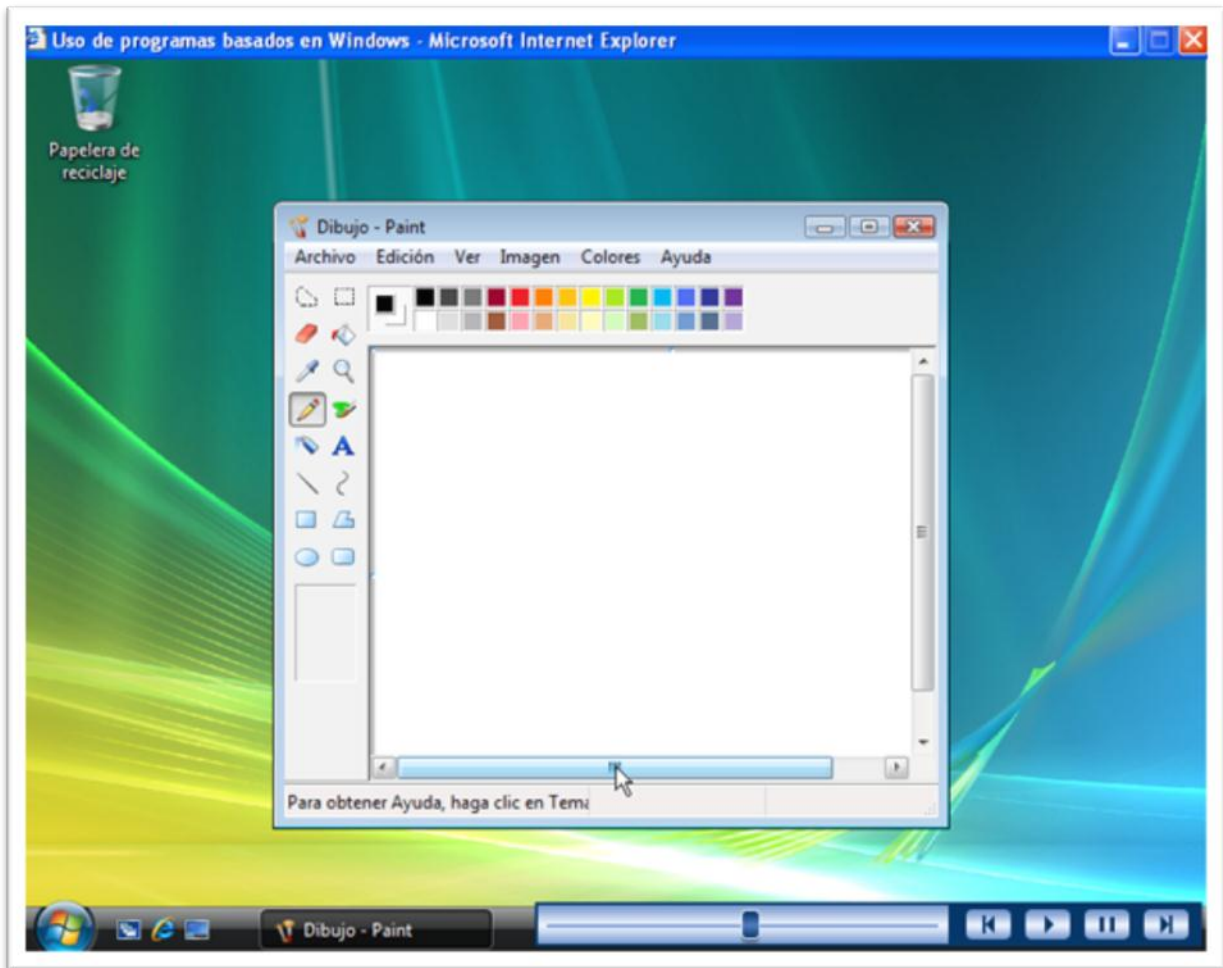 Uso de programas basados en Windows - Microsoft Internet Explorer
Papelera de
reciclaje
Dibujo - Paint
Archivo Edición Ver Imagen Colores Ayuda
A
Para obtener Ayuda, haga clic en Tema
Dibujo - Paint